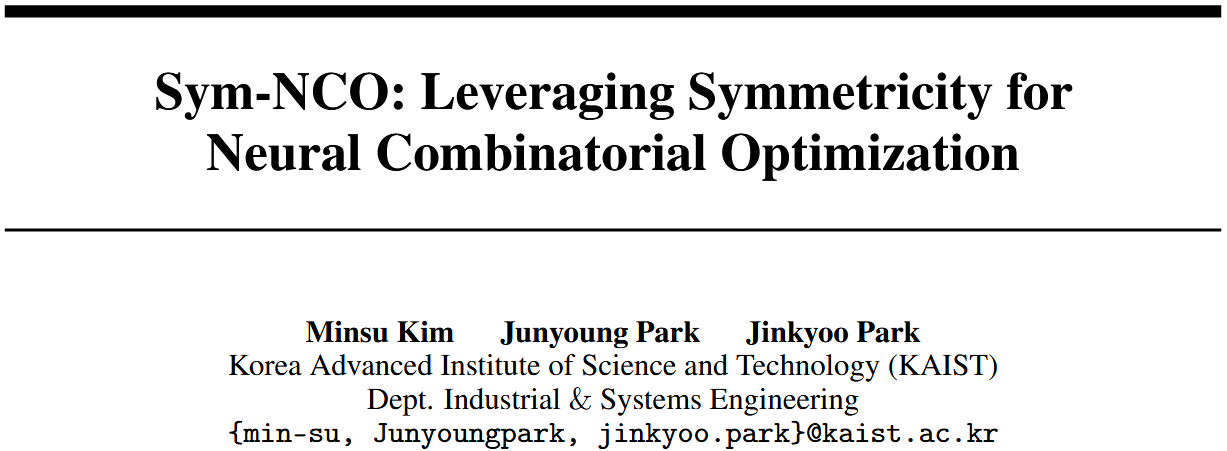 Sym-NCO: Leveraging Symmetricity for
Neural Combinatorial Optimization
Minsu Kim Junyoung Park Jinkyoo Park
Korea Advanced Institute of Science and Technology (KAIST)
Dept. Industrial & Systems Engineering
{min-su, Junyoungpark, jinkyoo.park}@kaist.ac.kr